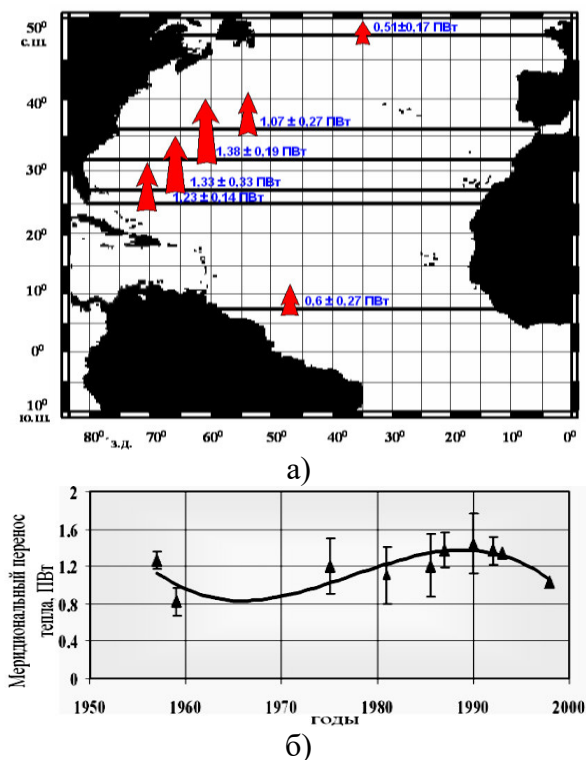 50⁰
с.ш.
0,51±0,17 ПВт
40⁰
1,07 ± 0,27 ПВт
1,38 ± 0,19 ПВт
30⁰
1,33 ± 0,33 ПВт
1,23 ± 0,14 ПВт
20⁰
10⁰
0,6 ± 0,27 ПВт
0⁰
10⁰
ю.ш.
80⁰ з.д. 70⁰ 60⁰ 50⁰ 40⁰ 30⁰ 20⁰ 10⁰ 0⁰
а)
Меридиональный перенос
тепла, ПВт
2
1.6
1.2
0.8
0.4
0
1950 1960 1970 1980 1990 2000
годы
б)